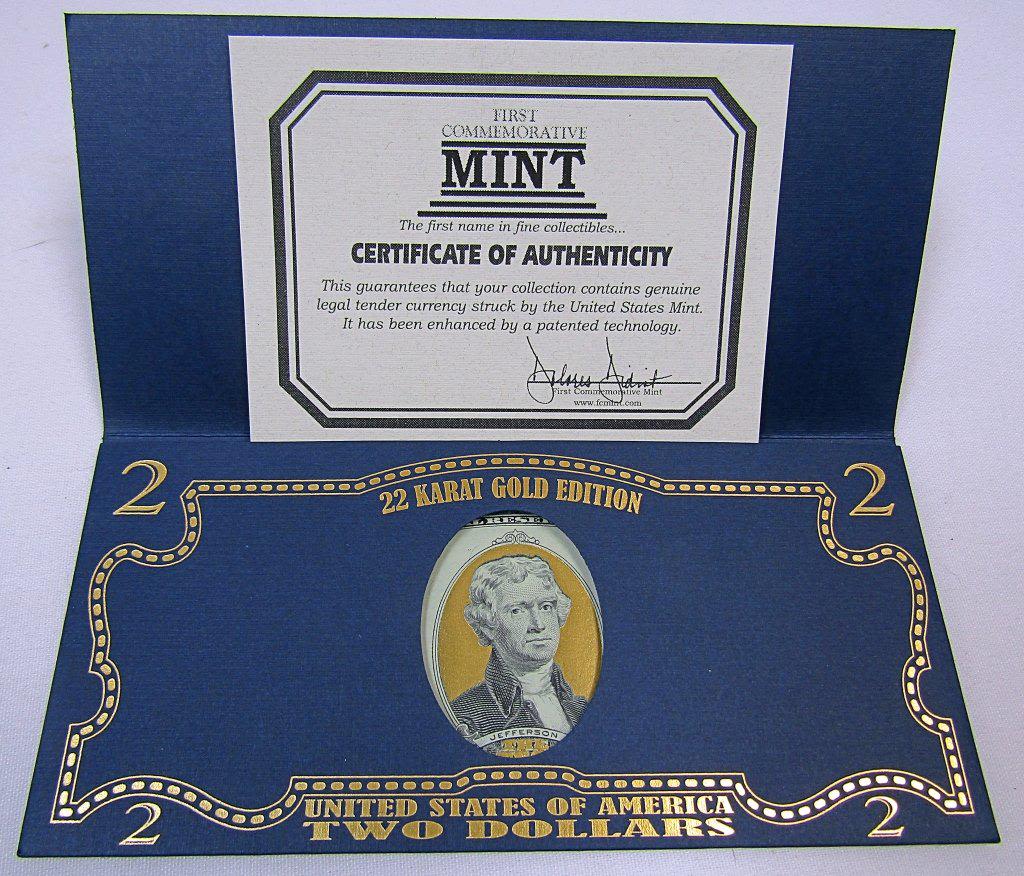 FIRST
COMMEMORATIVE
MINT
The first name in fine collectibles...
CERTIFICATE OF AUTHENTICITY
This guarantees that your collection contains genuine
legal tender currency struck by the United States Mint.
It has been enhanced by a patented technology.
First Commemorative Mint
www.fcmint.com
2 2
22 KARAT GOLD EDITION
JEFFERSON
UNITED STATES OF AMERICA
2 2
TWO DOLLARS